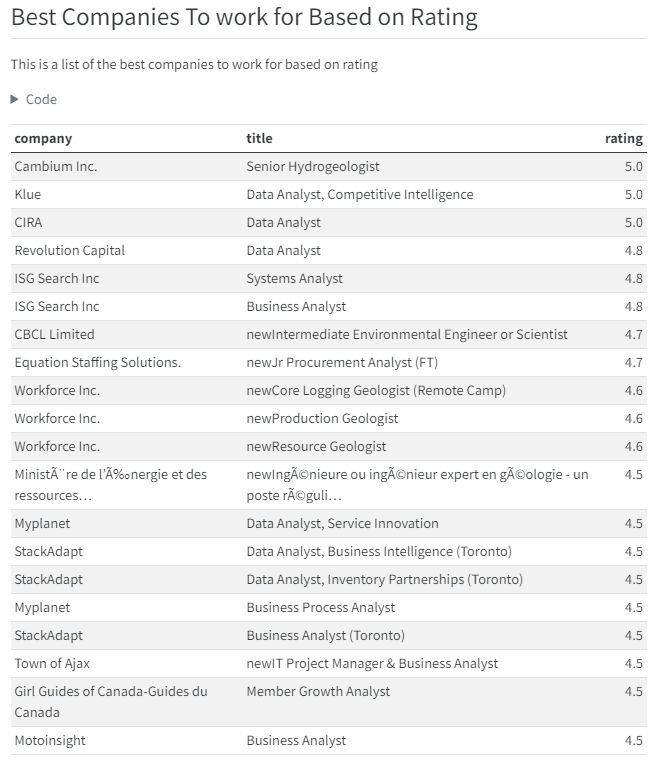 Best Companies To work for Based on Rating
This is a list of the best companies to work for based on rating
Code
company title rating
Cambium Inc. Senior Hydrogeologist 5.0
Klue Data Analyst, Competitive Intelligence 5.0
CIRA Data Analyst 5.0
Revolution Capital Data Analyst 4.8
ISG Search Inc Systems Analyst 4.8
ISG Search Inc Business Analyst 4.8
CBCL Limited newIntermediate Environmental Engineer or Scientist 4.7
Equation Staffing Solutions. newJr Procurement Analyst (FT) 4.7
Workforce Inc. newCore Logging Geologist (Remote Camp) 4.6
Workforce Inc. newProduction Geologist 4.6
Workforce Inc. newResource Geologist 4.6
MinistÃ¨re de l’Ã‰nergie et des newIngÃ©nieure ou ingÃ©nieur expert en gÃ©ologie - un 4.5
ressources… poste rÃ©guli…
Myplanet Data Analyst, Service Innovation 4.5
StackAdapt Data Analyst, Business Intelligence (Toronto) 4.5
StackAdapt Data Analyst, Inventory Partnerships (Toronto) 4.5
Myplanet Business Process Analyst 4.5
StackAdapt Business Analyst (Toronto) 4.5
Town of Ajax newIT Project Manager & Business Analyst 4.5
Girl Guides of Canada-Guides du Member Growth Analyst 4.5
Canada
Motoinsight Business Analyst 4.5